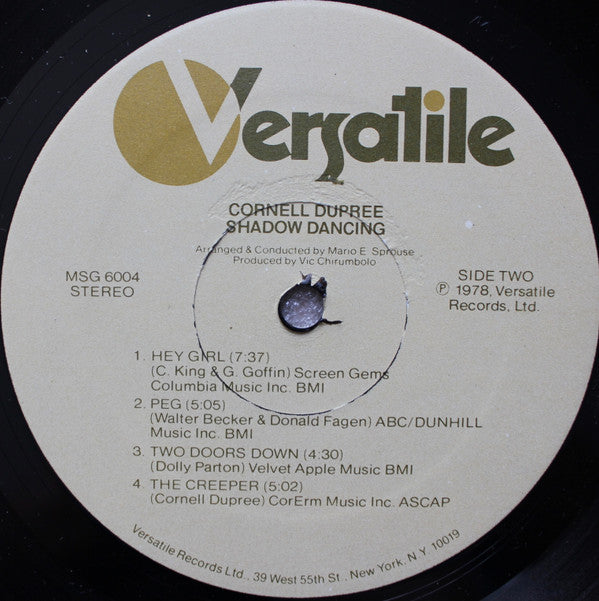 Versatile
CORNELL DUPREE
SHADOW DANCING
Arranged & Conducted by Mario E. Sprouse
Produced by Vic Chirumbolo
MSG 6004
STEREO
SIDE TWO
℗ 1978, Versatile
Records, Ltd.
1. HEY GIRL (7:37)
(C. King & G. Goffin) Screen Gems
Columbia Music Inc. BMI
2. PEG (5:05)
(Walter Becker & Donald Fagen) ABC/DUNHILL
Music Inc. BMI
3. TWO DOORS DOWN (4:30)
(Dolly Parton) Velvet Apple Music BMI
4. THE CREEPER (5:02)
(Cornell Dupree) CorErm Music Inc. ASCAP
Versatile Records Ltd., 39 West 55th St., New York, N.Y. 10019